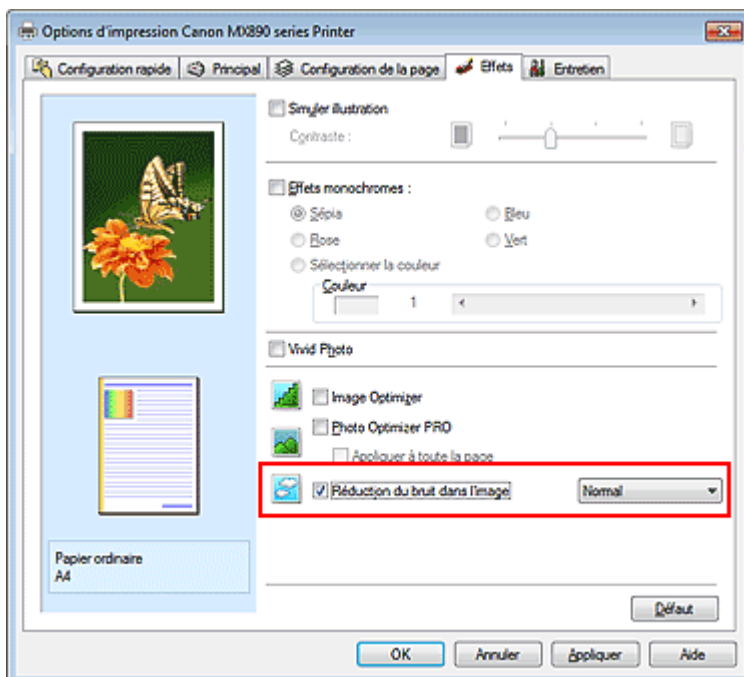 Options d'impression Canon MX890 series Printer
Configuration rapide Principal Configuration de la page Effets Entretien
Simuler illustration
Contraste :
Effets monochromes :
Sépia Bleu
Rose Vert
Sélectionner la couleur
Couleur
1
Vivid Photo
Image Optimizer
Photo Optimizer PRO
Appliquer à toute la page
Réduction du bruit dans l'image Normal
Papier ordinaire
A4
Défaut
OK Annuler Appliquer Aide